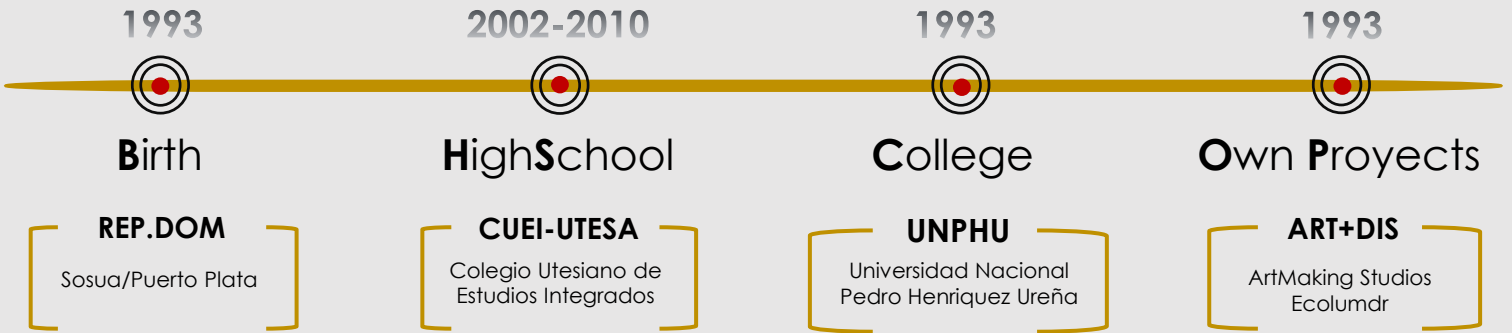 1993
Birth
REP.DOM
Sosua/Puerto Plata
2002-2010
HighSchool
CUEI-UTESA
Colegio Utesiano de
Estudios Integrados
1993
College
UNPHU
Universidad Nacional
Pedro Henriquez Ureña
1993
Own Proyects
ART+DIS
ArtMaking Studios
Ecolumdr